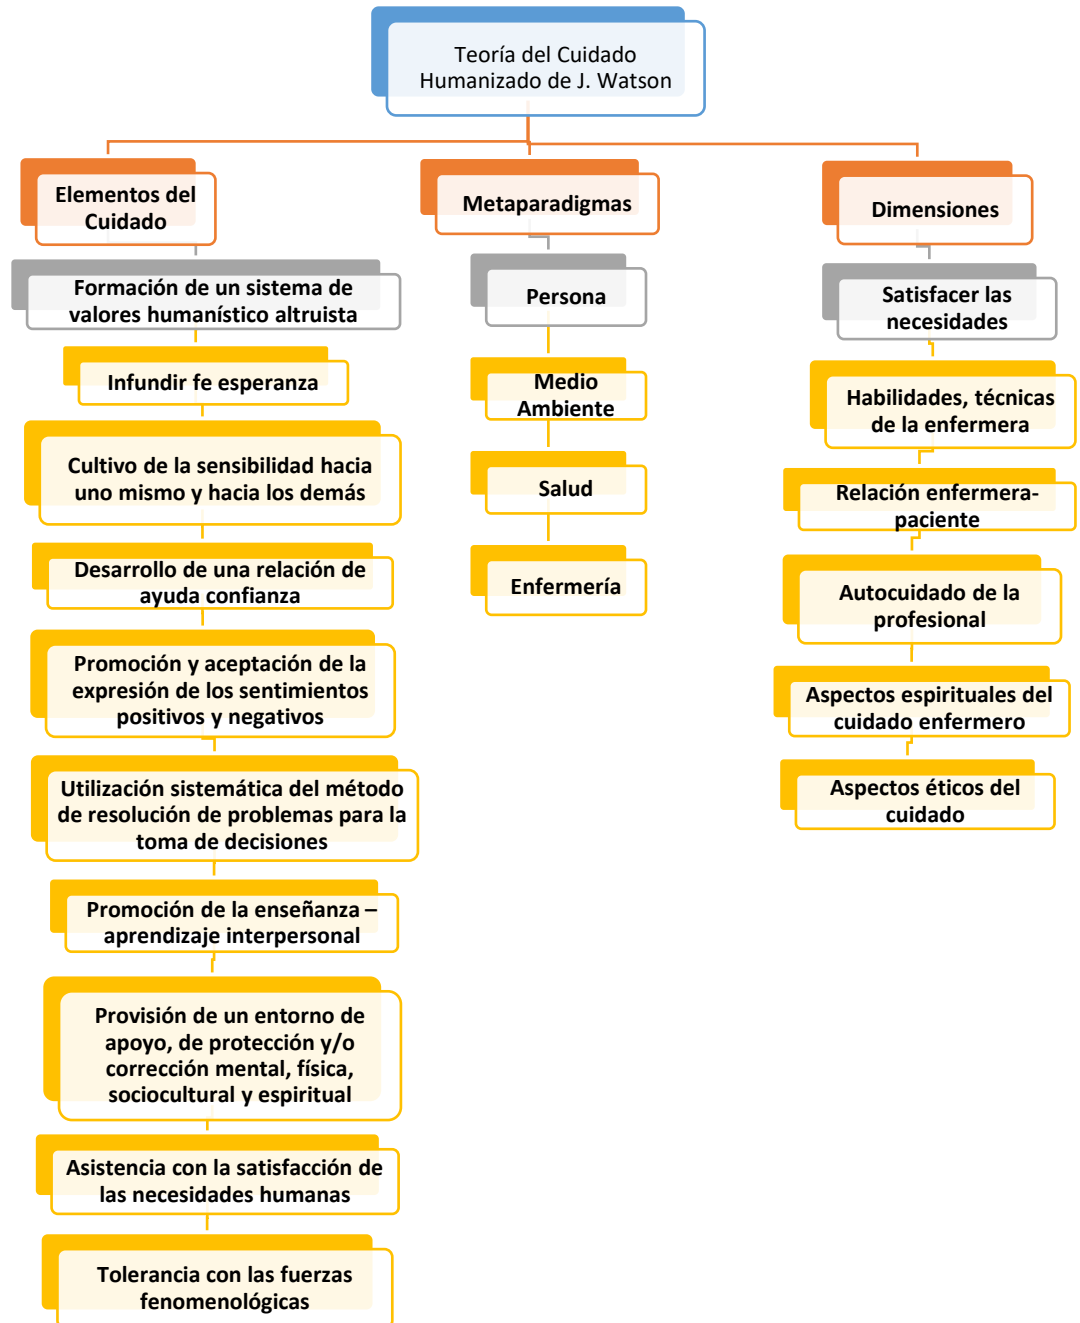 Teoría del Cuidado
Humanizado de J. Watson
Elementos del
Cuidado
Formación de un sistema de
valores humanístico altruista
Infundir fe esperanza
Cultivo de la sensibilidad hacia
uno mismo y hacia los demás
Desarrollo de una relación de
ayuda confianza
Promoción y aceptación de la
expresión de los sentimientos
positivos y negativos
Utilización sistemática del método
de resolución de problemas para la
toma de decisiones
Promoción de la enseñanza –
aprendizaje interpersonal
Provisión de un entorno de
apoyo, de protección y/o
corrección mental, física,
sociocultural y espiritual
Asistencia con la satisfacción de
las necesidades humanas
Tolerancia con las fuerzas
fenomenológicas
Metaparadigmas
Persona
Medio
Ambiente
Salud
Enfermería
Dimensiones
Satisfacer las
necesidades
Habilidades, técnicas
de la enfermera
Relación enfermera-
paciente
Autocuidado de la
profesional
Aspectos espirituales del
cuidado enfermero
Aspectos éticos del
cuidado